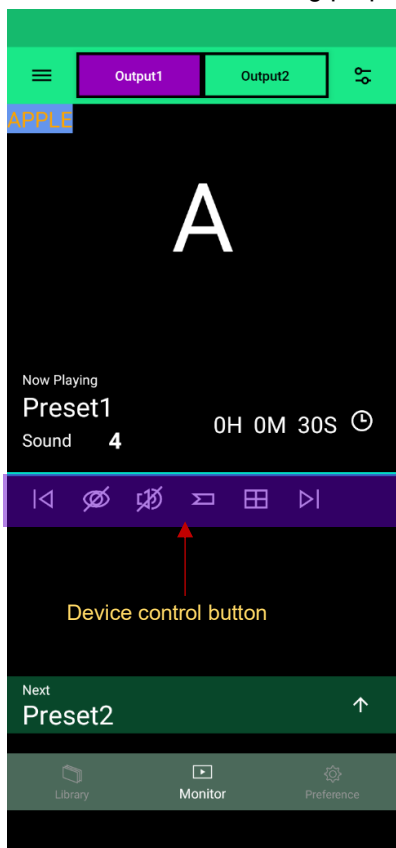 Output1 Output2
APPLE
A
Now Playing
Preset1
0H 0M 30S
Sound 4
Device control button
Next
Preset2
Library Monitor Preference